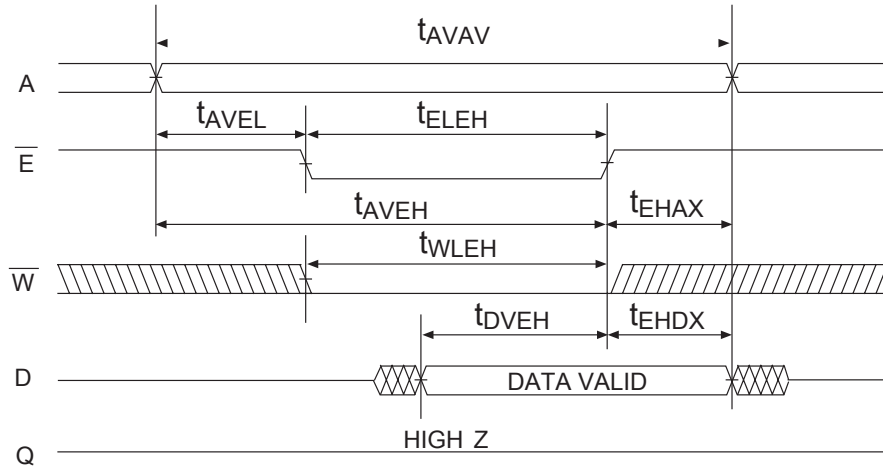 tAVAV
A
tAVEL tELEH
E
tAVEH tEHAX
tWLEH
W
tDVEH tEHDX
D DATA VALID
HIGH Z
Q